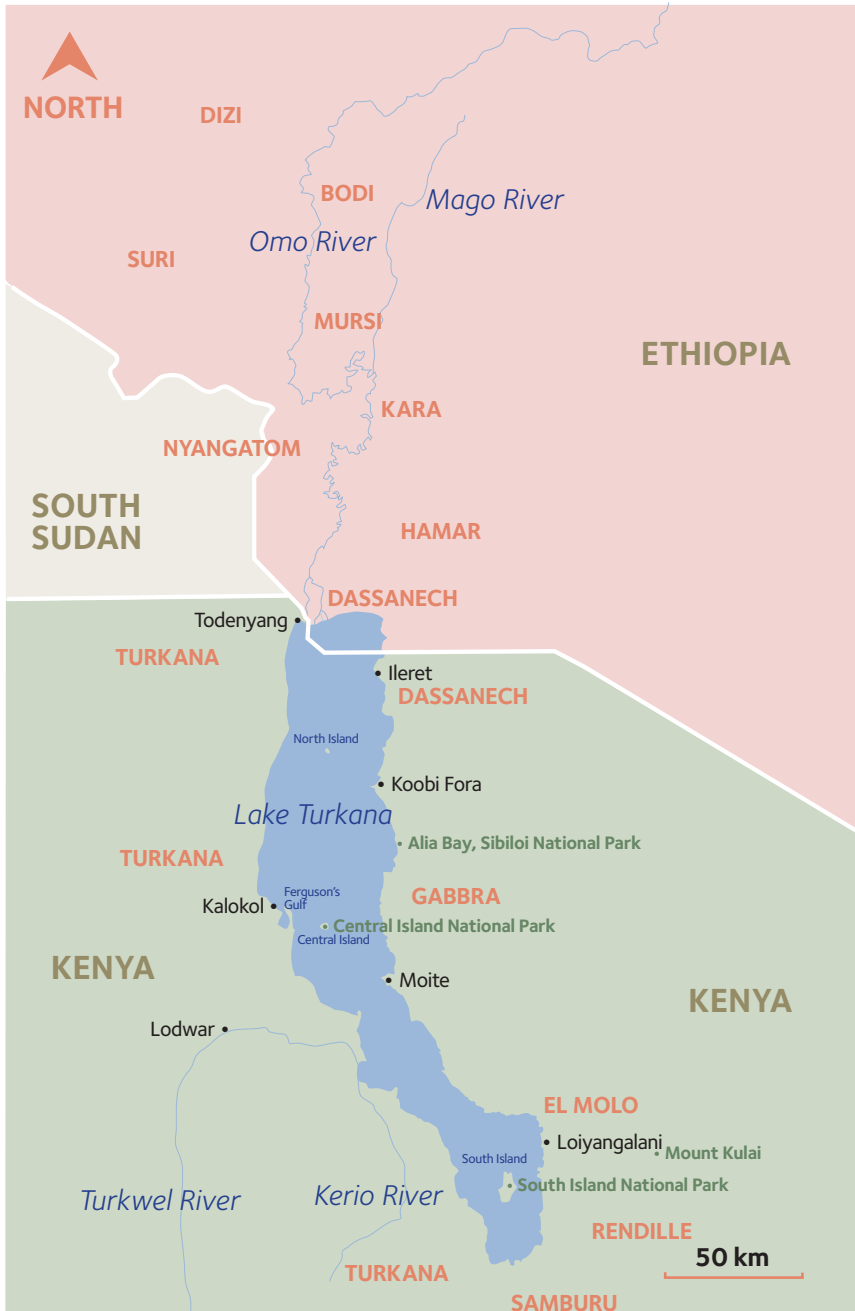 NORTH
DIZI
BODI
Mago River
Omo River
SURI
MURSI
ETHIOPIA
KARA
NYANGATOM
SOUTH
SUDAN
HAMAR
DASSANECH
Todenyang
TURKANA
Ileret
DASSANECH
North Island
Koobi Fora
Lake Turkana
Alia Bay, Sibiloi National Park
TURKANA
Ferguson's
Gulf
GABBRA
Kalokol
Central Island National Park
Central Island
KENYA
Moite
KENYA
Lodwar
EL MOLO
Loiyangalani
Mount Kulai
South Island
South Island National Park
Turkwel River
Kerio River
RENDILLE
50 km
TURKANA
SAMBURU